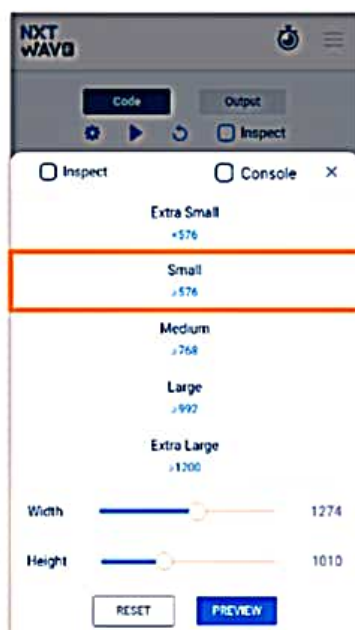 NXT
WAVE
Code Output
Inspect
Inspect Console ×
Extra Small
<576
Small
≥576
Medium
≥768
Large
≥992
Extra Large
≥1200
Width 1274
Height 1010
RESET PREVIEW